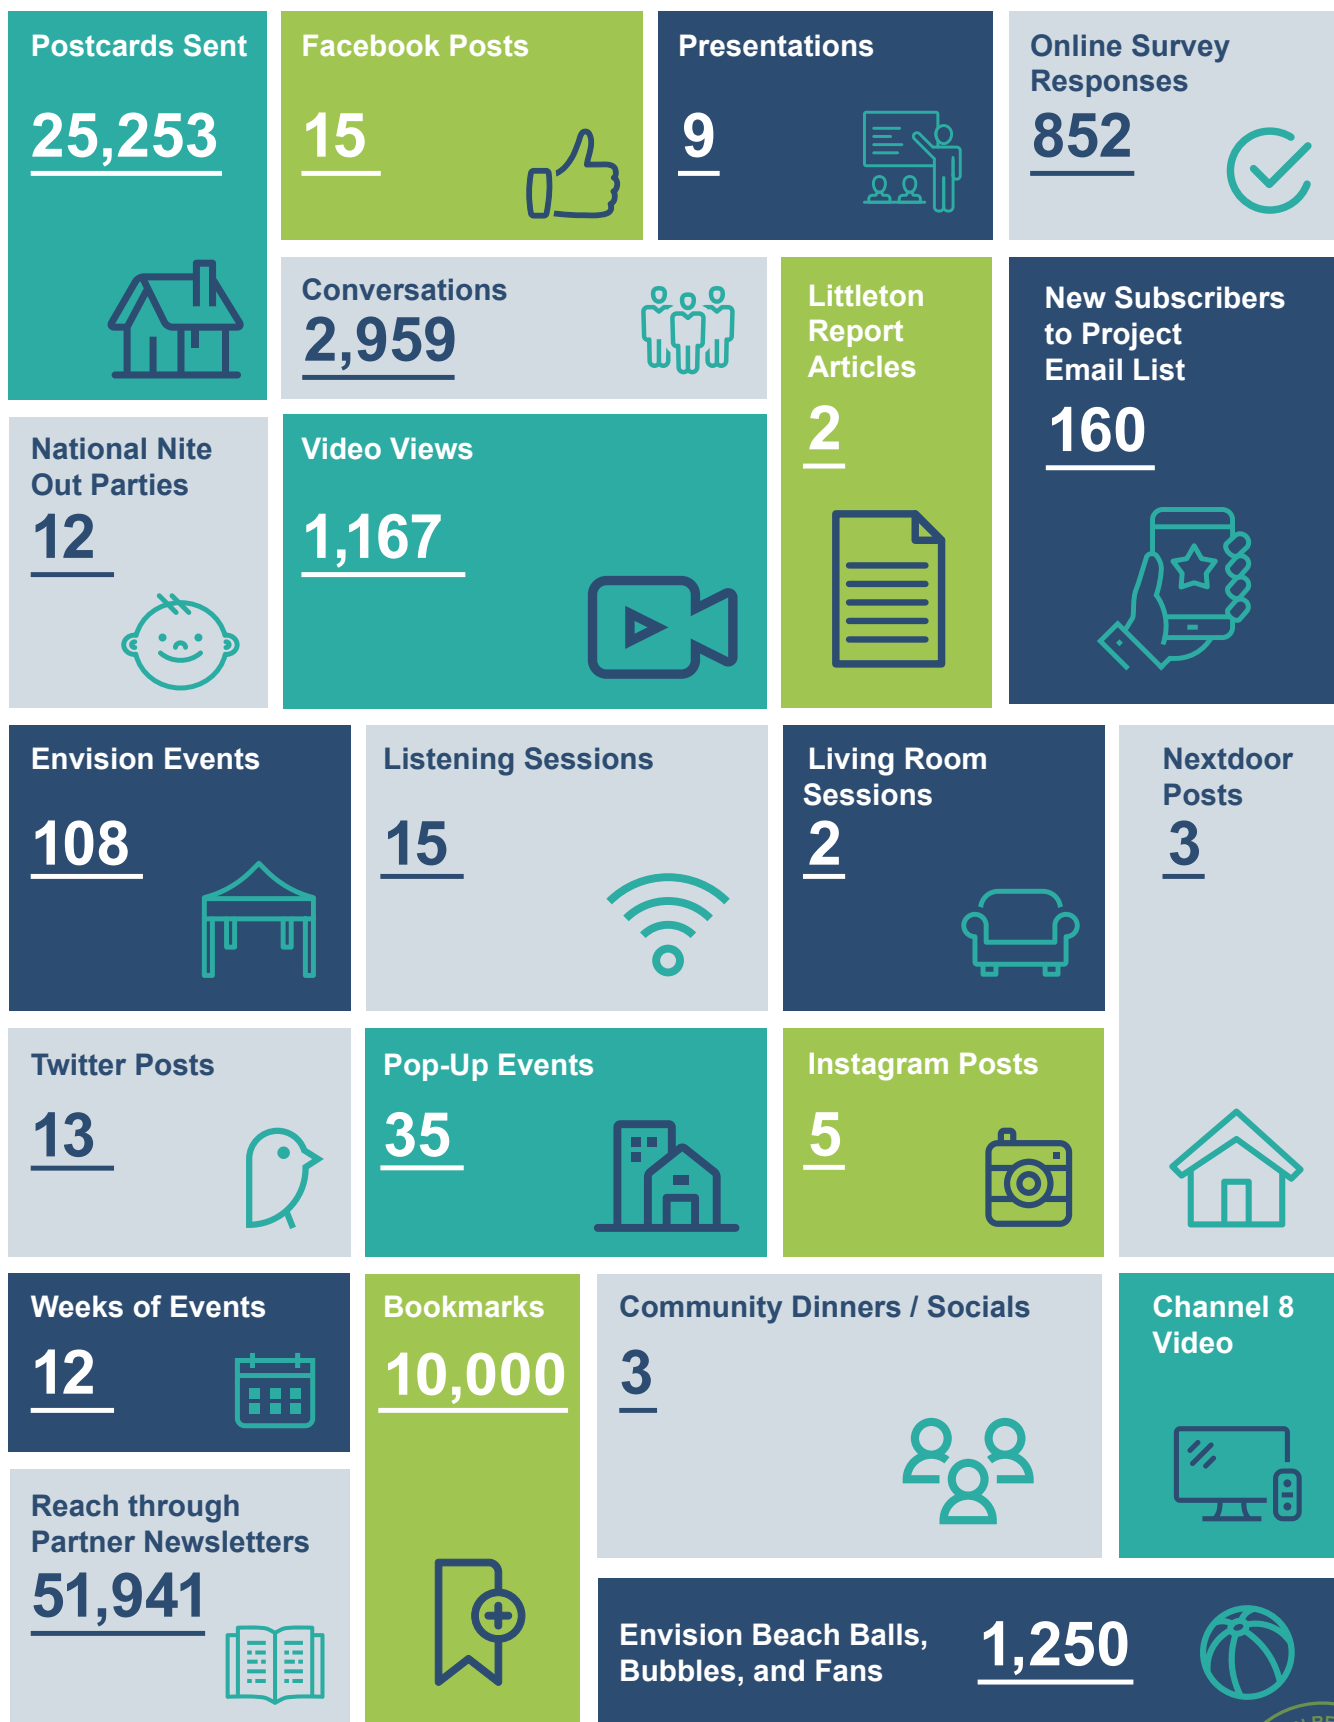 Postcards Sent
25,253
Facebook Posts
15
Presentations
9
Online Survey
Responses
852
Conversations
2,959
Littleton
Report
Articles
2
New Subscribers
to Project
Email List
160
National Nite
Out Parties
12
Video Views
1,167
Envision Events
108
Listening Sessions
15
Living Room
Sessions
2
Nextdoor
Posts
3
Twitter Posts
13
Pop-Up Events
35
Instagram Posts
5
Weeks of Events
12
Bookmarks
10,000
Community Dinners / Socials
3
Channel 8
Video
Reach through
Partner Newsletters
51,941
Envision Beach Balls,
Bubbles, and Fans
1,250